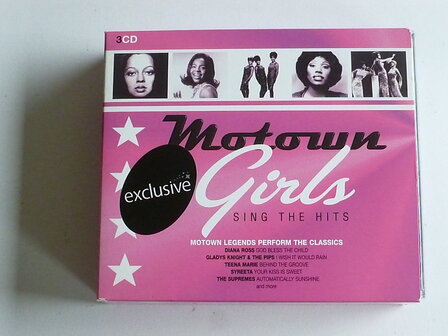 3CD
Motown
exclusive
Girls
SING THE HITS
MOTOWN LEGENDS PERFORM THE CLASSICS
DIANA ROSS GOD BLESS THE CHILD
GLADYS KNIGHT & THE PIPS I WISH IT WOULD RAIN
TEENA MARIE BEHIND THE GROOVE
SYREETA YOUR KISS IS SWEET
THE SUPREMES AUTOMATICALLY SUNSHINE
and more